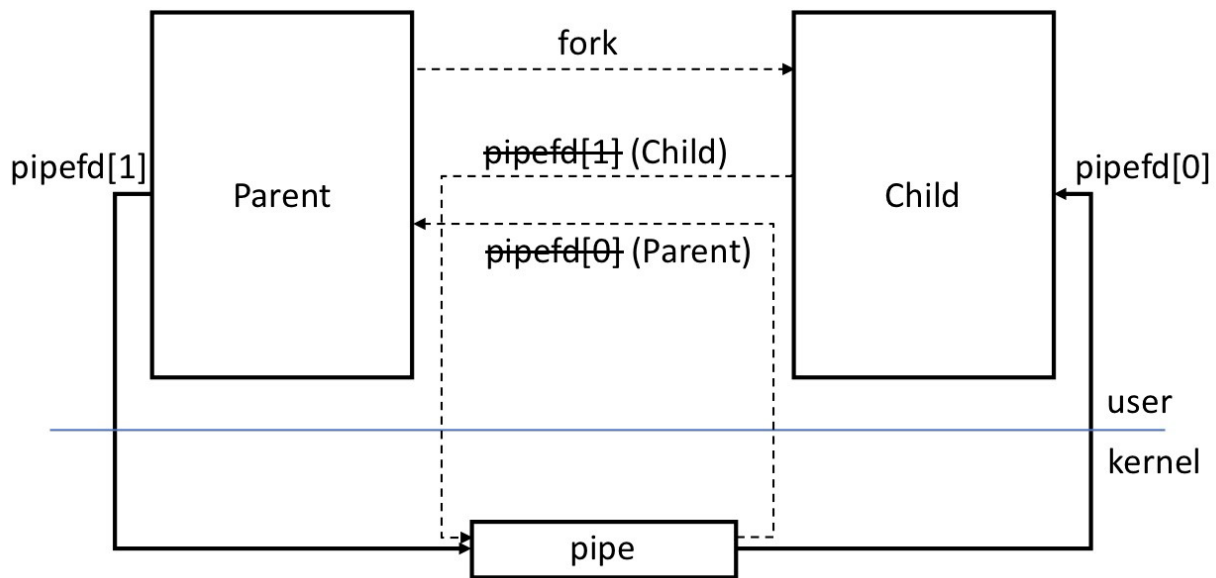 fork
pipefd[1] (Child)
pipefd[1]
pipefd[0]
Parent
Child
pipefd[0] (Parent)
user
kernel
pipe